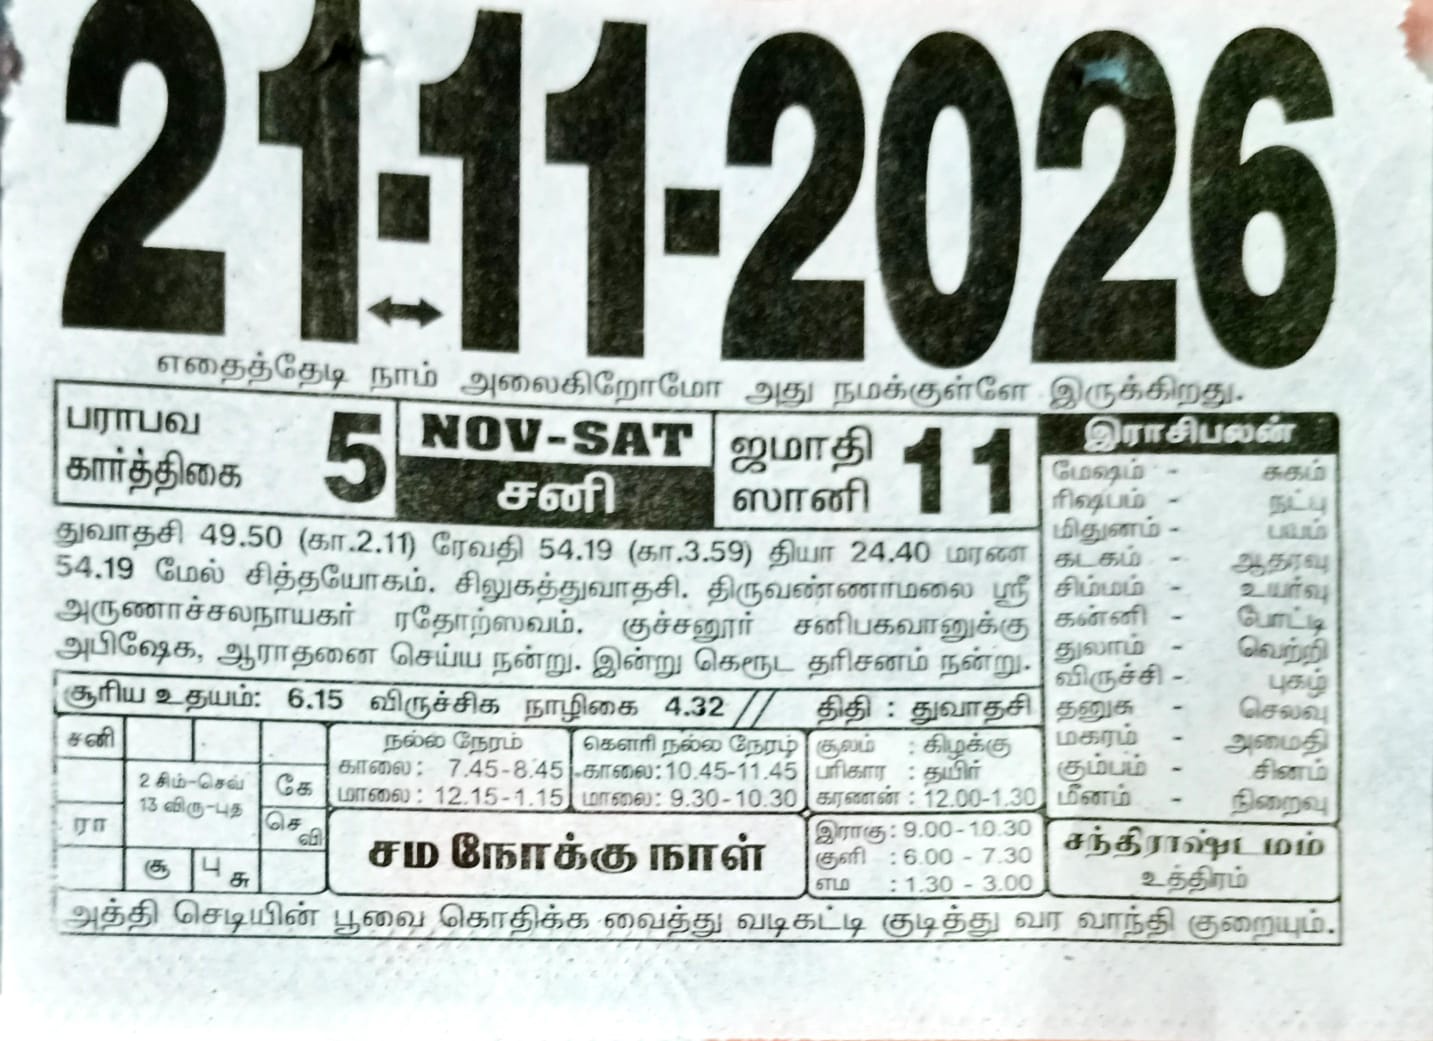 21-11-2026
எதைத்தேடி நாம் அலைகிறோமோ அது நமக்குள்ளே இருக்கிறது.
பராபவ
கார்த்திகை 5
NOV-SAT
சனி
ஜமாதி
ஸானி 11
துவாதசி 49.50 (கா.2.11) ரேவதி 54.19 (கா.3.59) தியா 24.40 மரண
54.19 மேல் சித்தயோகம். சிலுகத்துவாதசி. திருவண்ணாமலை ஸ்ரீ
அருணாச்சலநாயகர் ரதோற்ஸவம். குச்சனூர் சனிபகவானுக்கு
அபிஷேக, ஆராதனை செய்ய நன்று. இன்று கெரூட தரிசனம் நன்று.
சூரிய உதயம்: 6.15 விருச்சிக நாழிகை 4.32 // திதி : துவாதசி
சனி
2 சிம்-செவ்
13 விரு-புத
கே
ரா
செ
வி
சூ
பு
சு
நல்ல நேரம்
காலை: 7.45-8.45
மாலை: 12.15-1.15
கௌரி நல்ல நேரம்
காலை:10.45-11.45
மாலை: 9.30-10.30
சூலம் : கிழக்கு
பரிகார : தயிர்
கரணன் : 12.00-1.30
சம நோக்கு நாள்
இராகு: 9.00-10.30
குளி : 6.00 - 7.30
எம : 1.30 - 3.00
இராசிபலன்
மேஷம் - சுகம்
ரிஷபம் - நட்பு
மிதுனம் - பயம்
கடகம் - ஆதரவு
சிம்மம் - உயர்வு
கன்னி - போட்டி
துலாம் - வெற்றி
விருச்சி - புகழ்
தனுசு - செலவு
மகரம் - அமைதி
கும்பம் - சினம்
மீனம் - நிறைவு
சந்திராஷ்டமம்
உத்திரம்
அத்தி செடியின் பூவை கொதிக்க வைத்து வடிகட்டி குடித்து வர வாந்தி குறையும்.